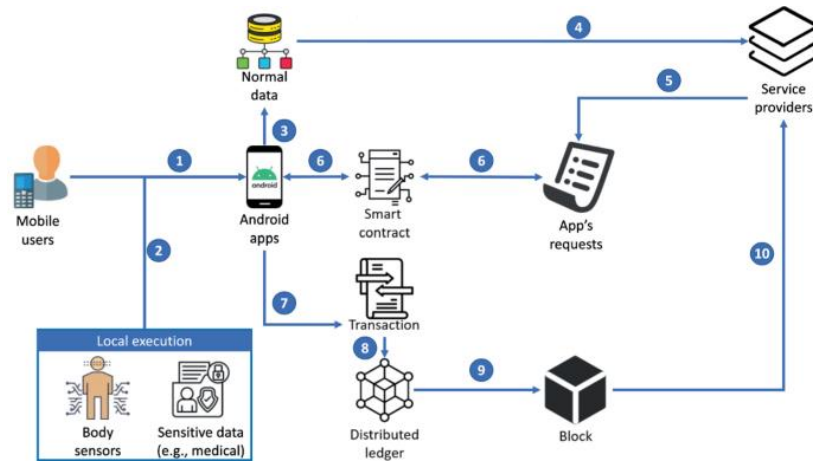 4
Normal
data
Service
providers
5
3
1
6
6
android
Mobile
users
Android
apps
Smart
contract
App's
requests
2
10
7
Transaction
8
Local execution
9
Body
sensors
Sensitive data
(e.g., medical)
Distributed
ledger
Block